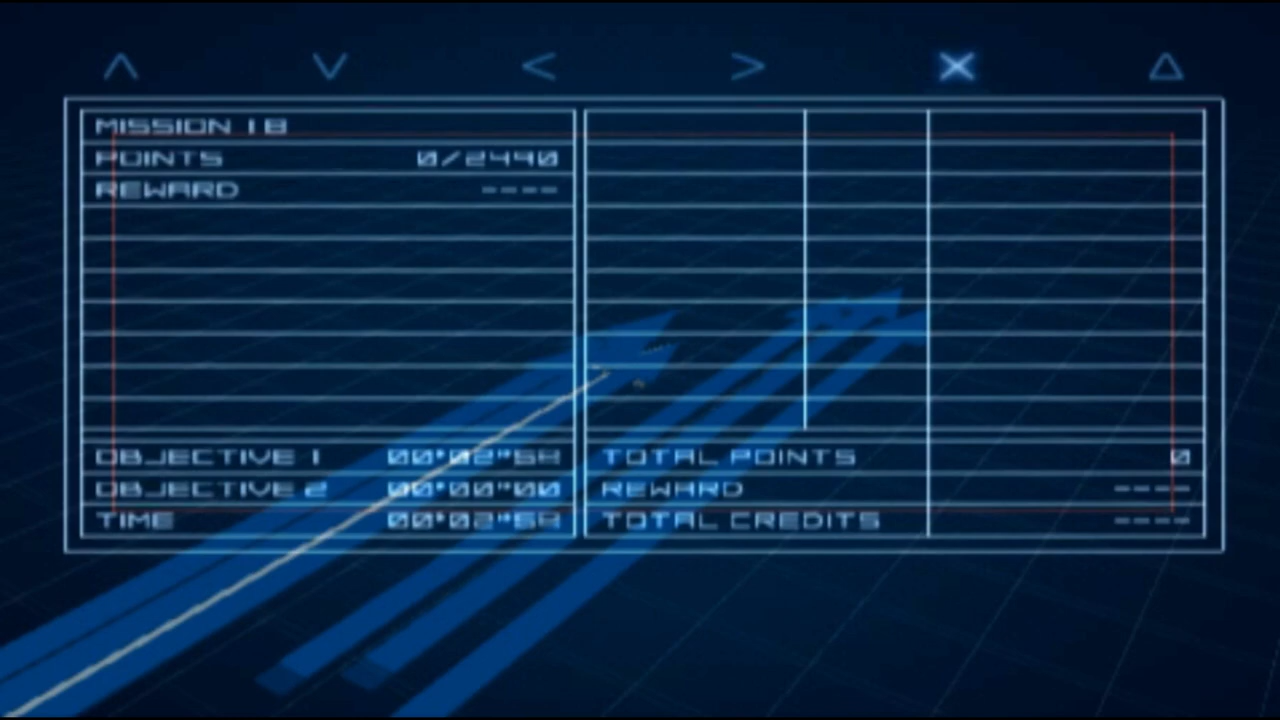 MISSION 18
POINTS 0/2440
REWARD ----
OBJECTIVE 1 00'02"58
OBJECTIVE 2 00'00"00
TIME 00'02"58
TOTAL POINTS 0
REWARD ----
TOTAL CREDITS ----